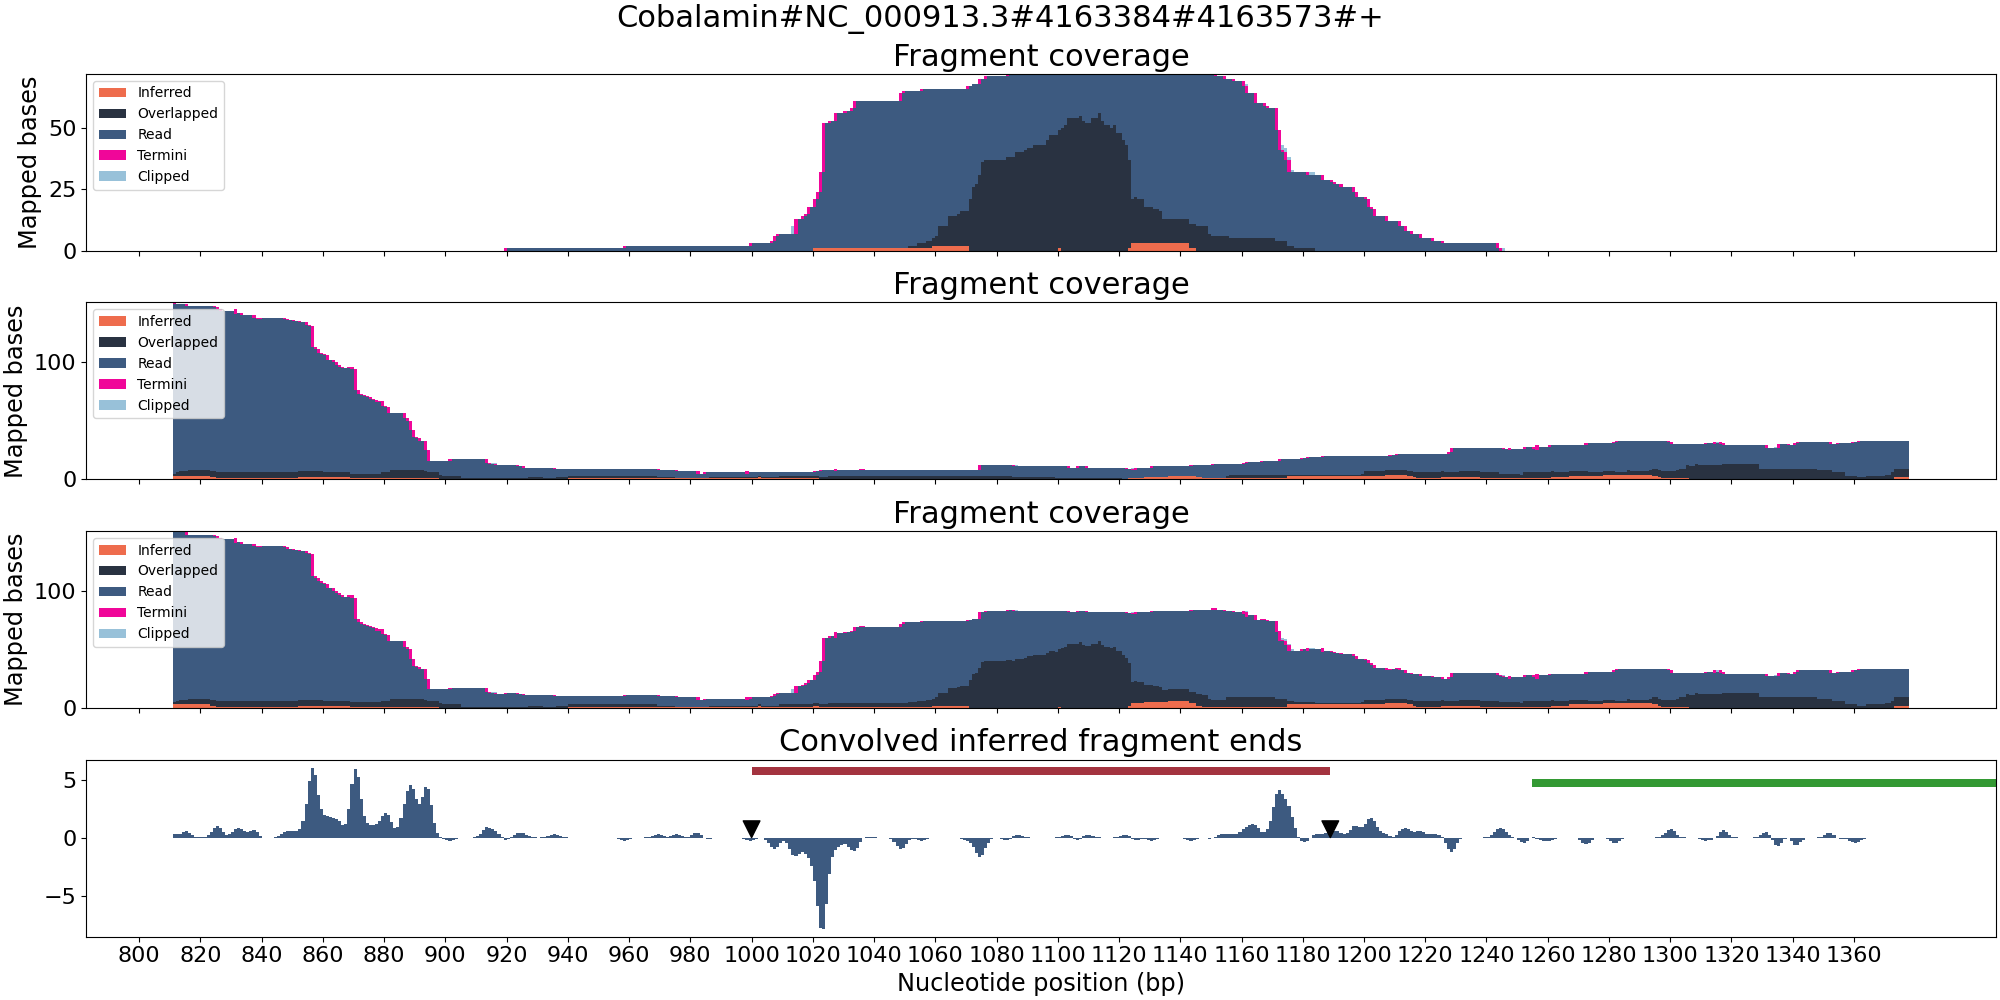 Cobalamin#NC_000913.3#4163384#4163573#+
Fragment coverage
Mapped bases
50
25
0
Inferred
Overlapped
Read
Termini
Clipped
Fragment coverage
Mapped bases
100
0
Inferred
Overlapped
Read
Termini
Clipped
Fragment coverage
Mapped bases
100
0
Inferred
Overlapped
Read
Termini
Clipped
Convolved inferred fragment ends
5
0
−5
800 820 840 860 880 900 920 940 960 980 1000 1020 1040 1060 1080 1100 1120 1140 1160 1180 1200 1220 1240 1260 1280 1300 1320 1340 1360
Nucleotide position (bp)